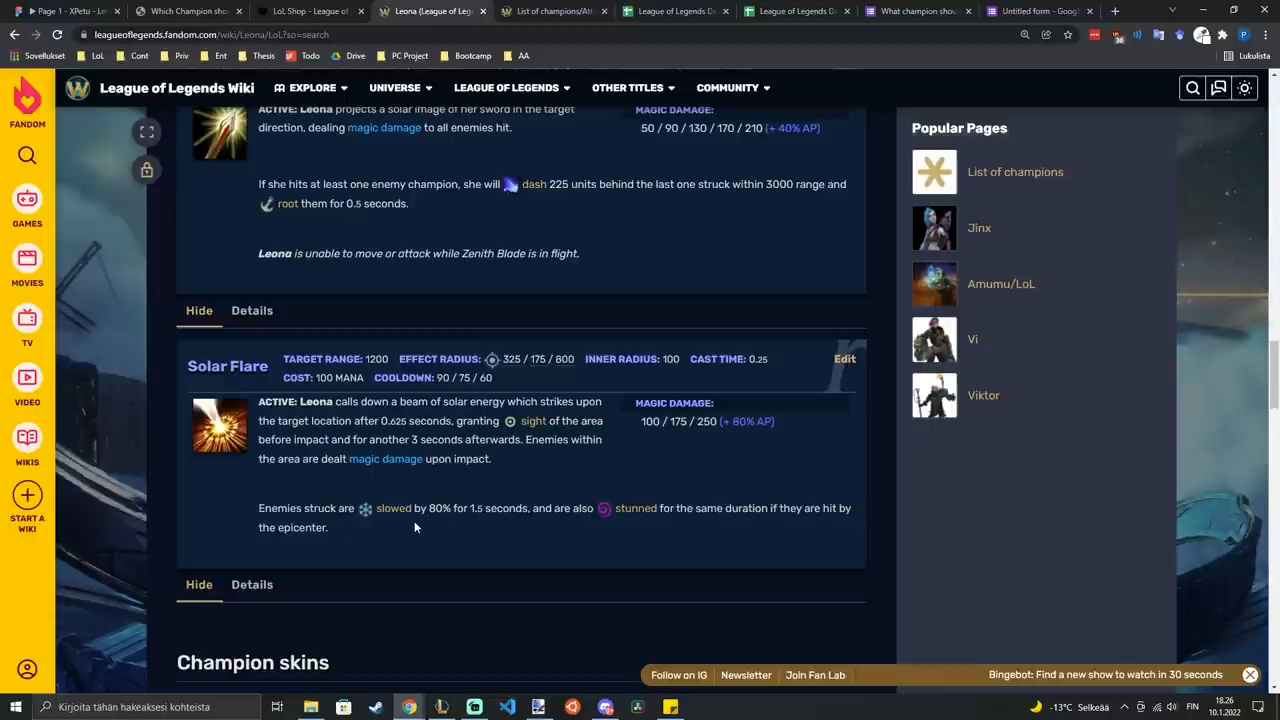 Page 1 - XPetu - Le
Which Champion sho
LoL Shop - League of
Leona (League of Leg
List of champions/Att
League of Legends D
League of Legends D
What champion shou
Untitled form - Goog
leagueoflegends.fandom.com/wiki/Leona/LoL?so=search
Sovellukset
LoL
Cont
Priv
Ent
Thesis
Todo
Drive
PC Project
Bootcamp
AA
Lukulista
League of Legends Wiki
EXPLORE
UNIVERSE
LEAGUE OF LEGENDS
OTHER TITLES
COMMUNITY
FANDOM
GAMES
MOVIES
TV
VIDEO
WIKIS
START A
WIKI
ACTIVE: Leona projects a solar image of her sword in the target
direction, dealing magic damage to all enemies hit.
MAGIC DAMAGE:
50 / 90 / 130 / 170 / 210 (+ 40% AP)
If she hits at least one enemy champion, she will dash 225 units behind the last one struck within 3000 range and
root them for 0.5 seconds.
Leona is unable to move or attack while Zenith Blade is in flight.
Hide Details
Solar Flare
TARGET RANGE: 1200 EFFECT RADIUS: 325 / 175 / 800 INNER RADIUS: 100 CAST TIME: 0.25
COST: 100 MANA COOLDOWN: 90 / 75 / 60
Edit
ACTIVE: Leona calls down a beam of solar energy which strikes upon
the target location after 0.625 seconds, granting sight of the area
before impact and for another 3 seconds afterwards. Enemies within
the area are dealt magic damage upon impact.
MAGIC DAMAGE:
100 / 175 / 250 (+ 80% AP)
Enemies struck are slowed by 80% for 1.5 seconds, and are also stunned for the same duration if they are hit by
the epicenter.
Hide Details
Champion skins
Popular Pages
List of champions
Jinx
Amumu/LoL
Vi
Viktor
Follow on IG
Newsletter
Join Fan Lab
Bingebot: Find a new show to watch in 30 seconds
Kirjoita tähän hakeaksesi kohteista
-13°C Selkeää
FIN
18.26
10.1.2022